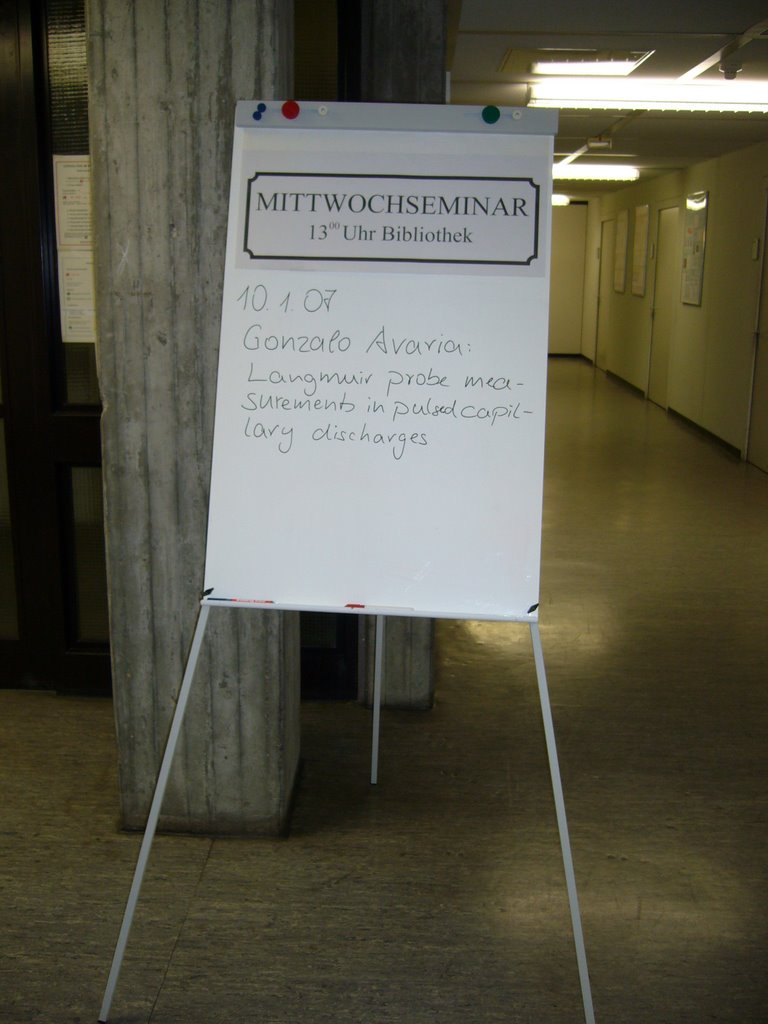 MITTWOCHSEMINAR
13⁰⁰ Uhr Bibliothek
10.1.07
Gonzalo Avaria:
Langmuir probe mea-
surements in pulsed capil-
lary discharges